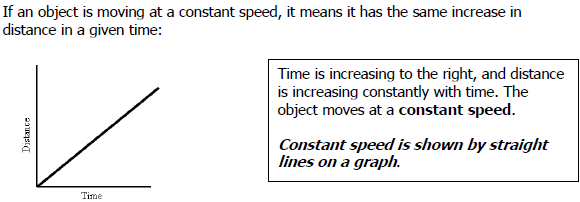 If an object is moving at a constant speed, it means it has the same increase in
distance in a given time:
Time is increasing to the right, and distance
is increasing constantly with time. The
object moves at a constant speed.
Constant speed is shown by straight
lines on a graph.
Distance
Time